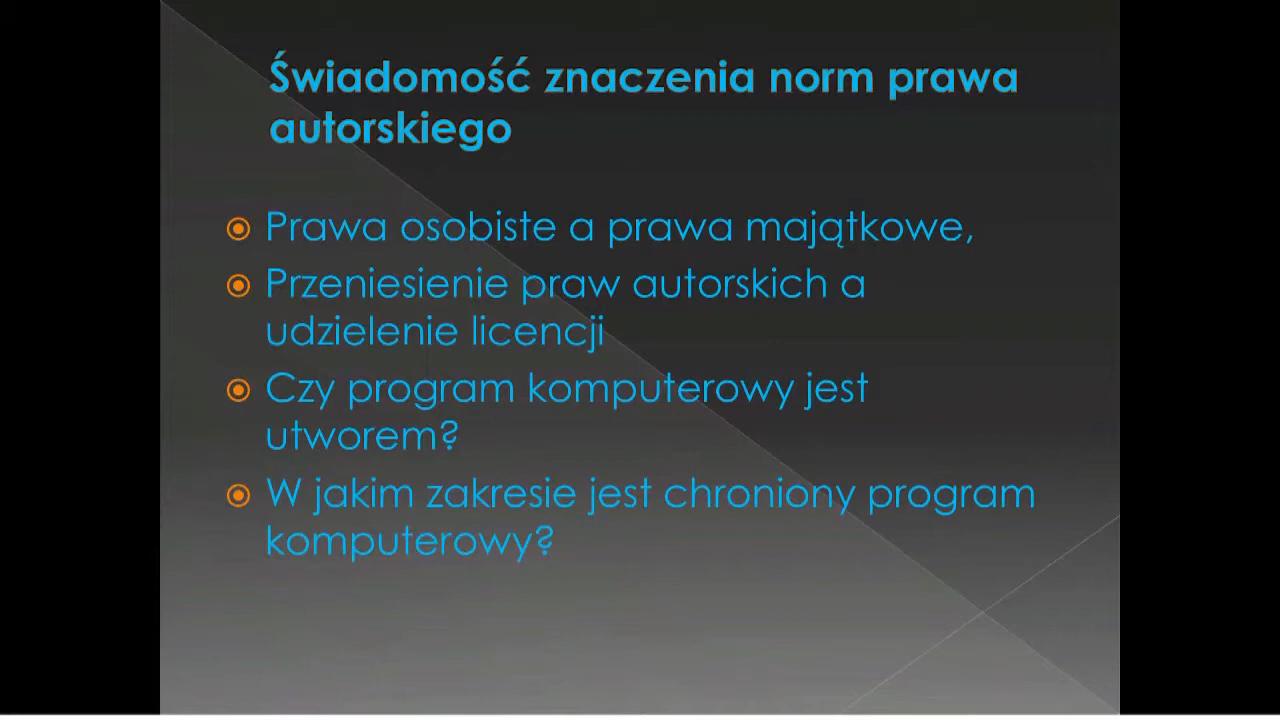 Świadomość znaczenia norm prawa
autorskiego
Prawa osobiste a prawa majątkowe,
Przeniesienie praw autorskich a
udzielenie licencji
Czy program komputerowy jest
utworem?
W jakim zakresie jest chroniony program
komputerowy?